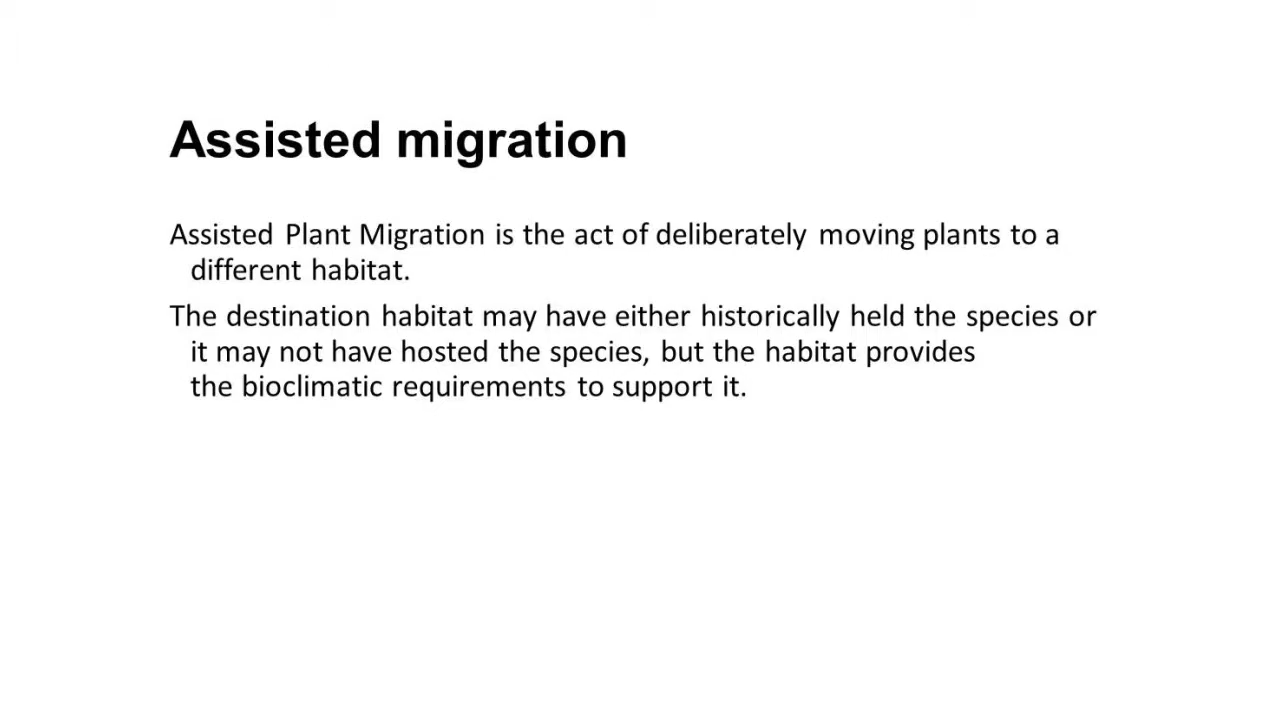 Assisted migration
Assisted Plant Migration is the act of deliberately moving plants to a
different habitat.
The destination habitat may have either historically held the species or
it may not have hosted the species, but the habitat provides
the bioclimatic requirements to support it.